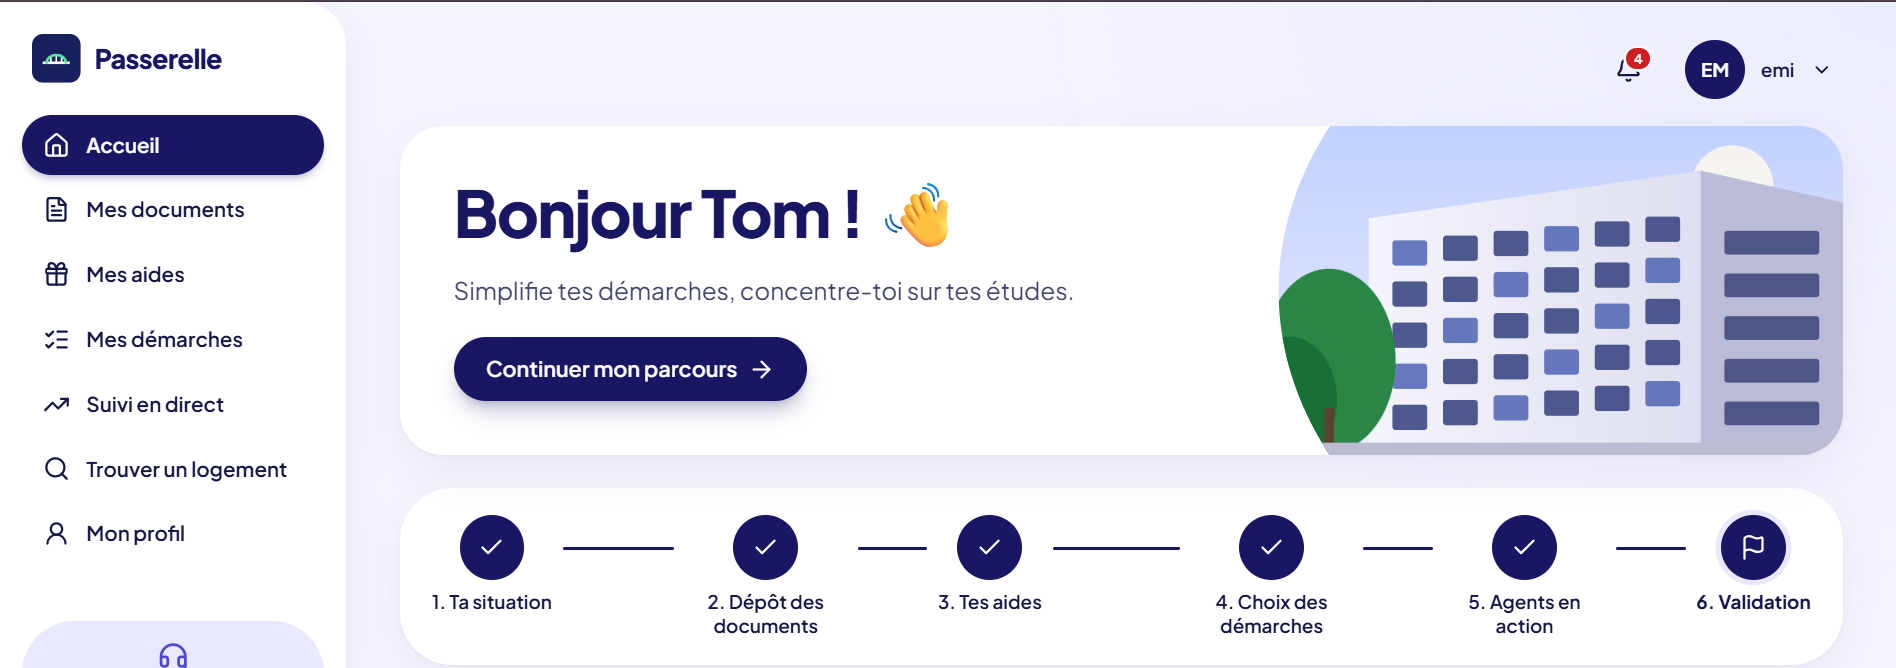 Passerelle
Accueil
Mes documents
Mes aides
Mes démarches
Suivi en direct
Trouver un logement
Mon profil
4
EM
emi
Bonjour Tom ! 👋
Simplifie tes démarches, concentre-toi sur tes études.
Continuer mon parcours →
1. Ta situation
2. Dépôt des
documents
3. Tes aides
4. Choix des
démarches
5. Agents en
action
6. Validation